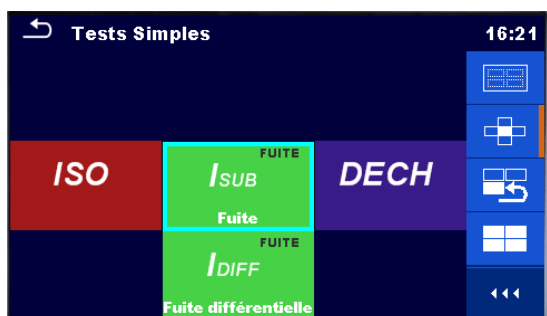 Tests Simples
16:21
ISO
FUITE
ISUB
Fuite
DECH
FUITE
IDIFF
Fuite différentielle